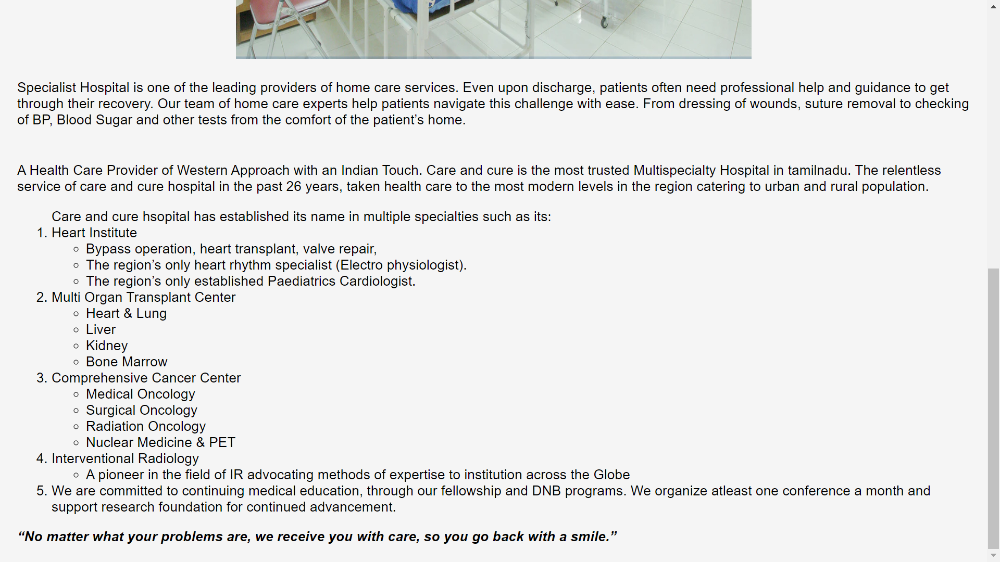 Specialist Hospital is one of the leading providers of home care services. Even upon discharge, patients often need professional help and guidance to get
through their recovery. Our team of home care experts help patients navigate this challenge with ease. From dressing of wounds, suture removal to checking
of BP, Blood Sugar and other tests from the comfort of the patient’s home.
A Health Care Provider of Western Approach with an Indian Touch. Care and cure is the most trusted Multispecialty Hospital in tamilnadu. The relentless
service of care and cure hospital in the past 26 years, taken health care to the most modern levels in the region catering to urban and rural population.
Care and cure hsopital has established its name in multiple specialties such as its:
1. Heart Institute
◦ Bypass operation, heart transplant, valve repair,
◦ The region’s only heart rhythm specialist (Electro physiologist).
◦ The region’s only established Paediatrics Cardiologist.
2. Multi Organ Transplant Center
◦ Heart & Lung
◦ Liver
◦ Kidney
◦ Bone Marrow
3. Comprehensive Cancer Center
◦ Medical Oncology
◦ Surgical Oncology
◦ Radiation Oncology
◦ Nuclear Medicine & PET
4. Interventional Radiology
◦ A pioneer in the field of IR advocating methods of expertise to institution across the Globe
5. We are committed to continuing medical education, through our fellowship and DNB programs. We organize atleast one conference a month and
support research foundation for continued advancement.
“No matter what your problems are, we receive you with care, so you go back with a smile.”